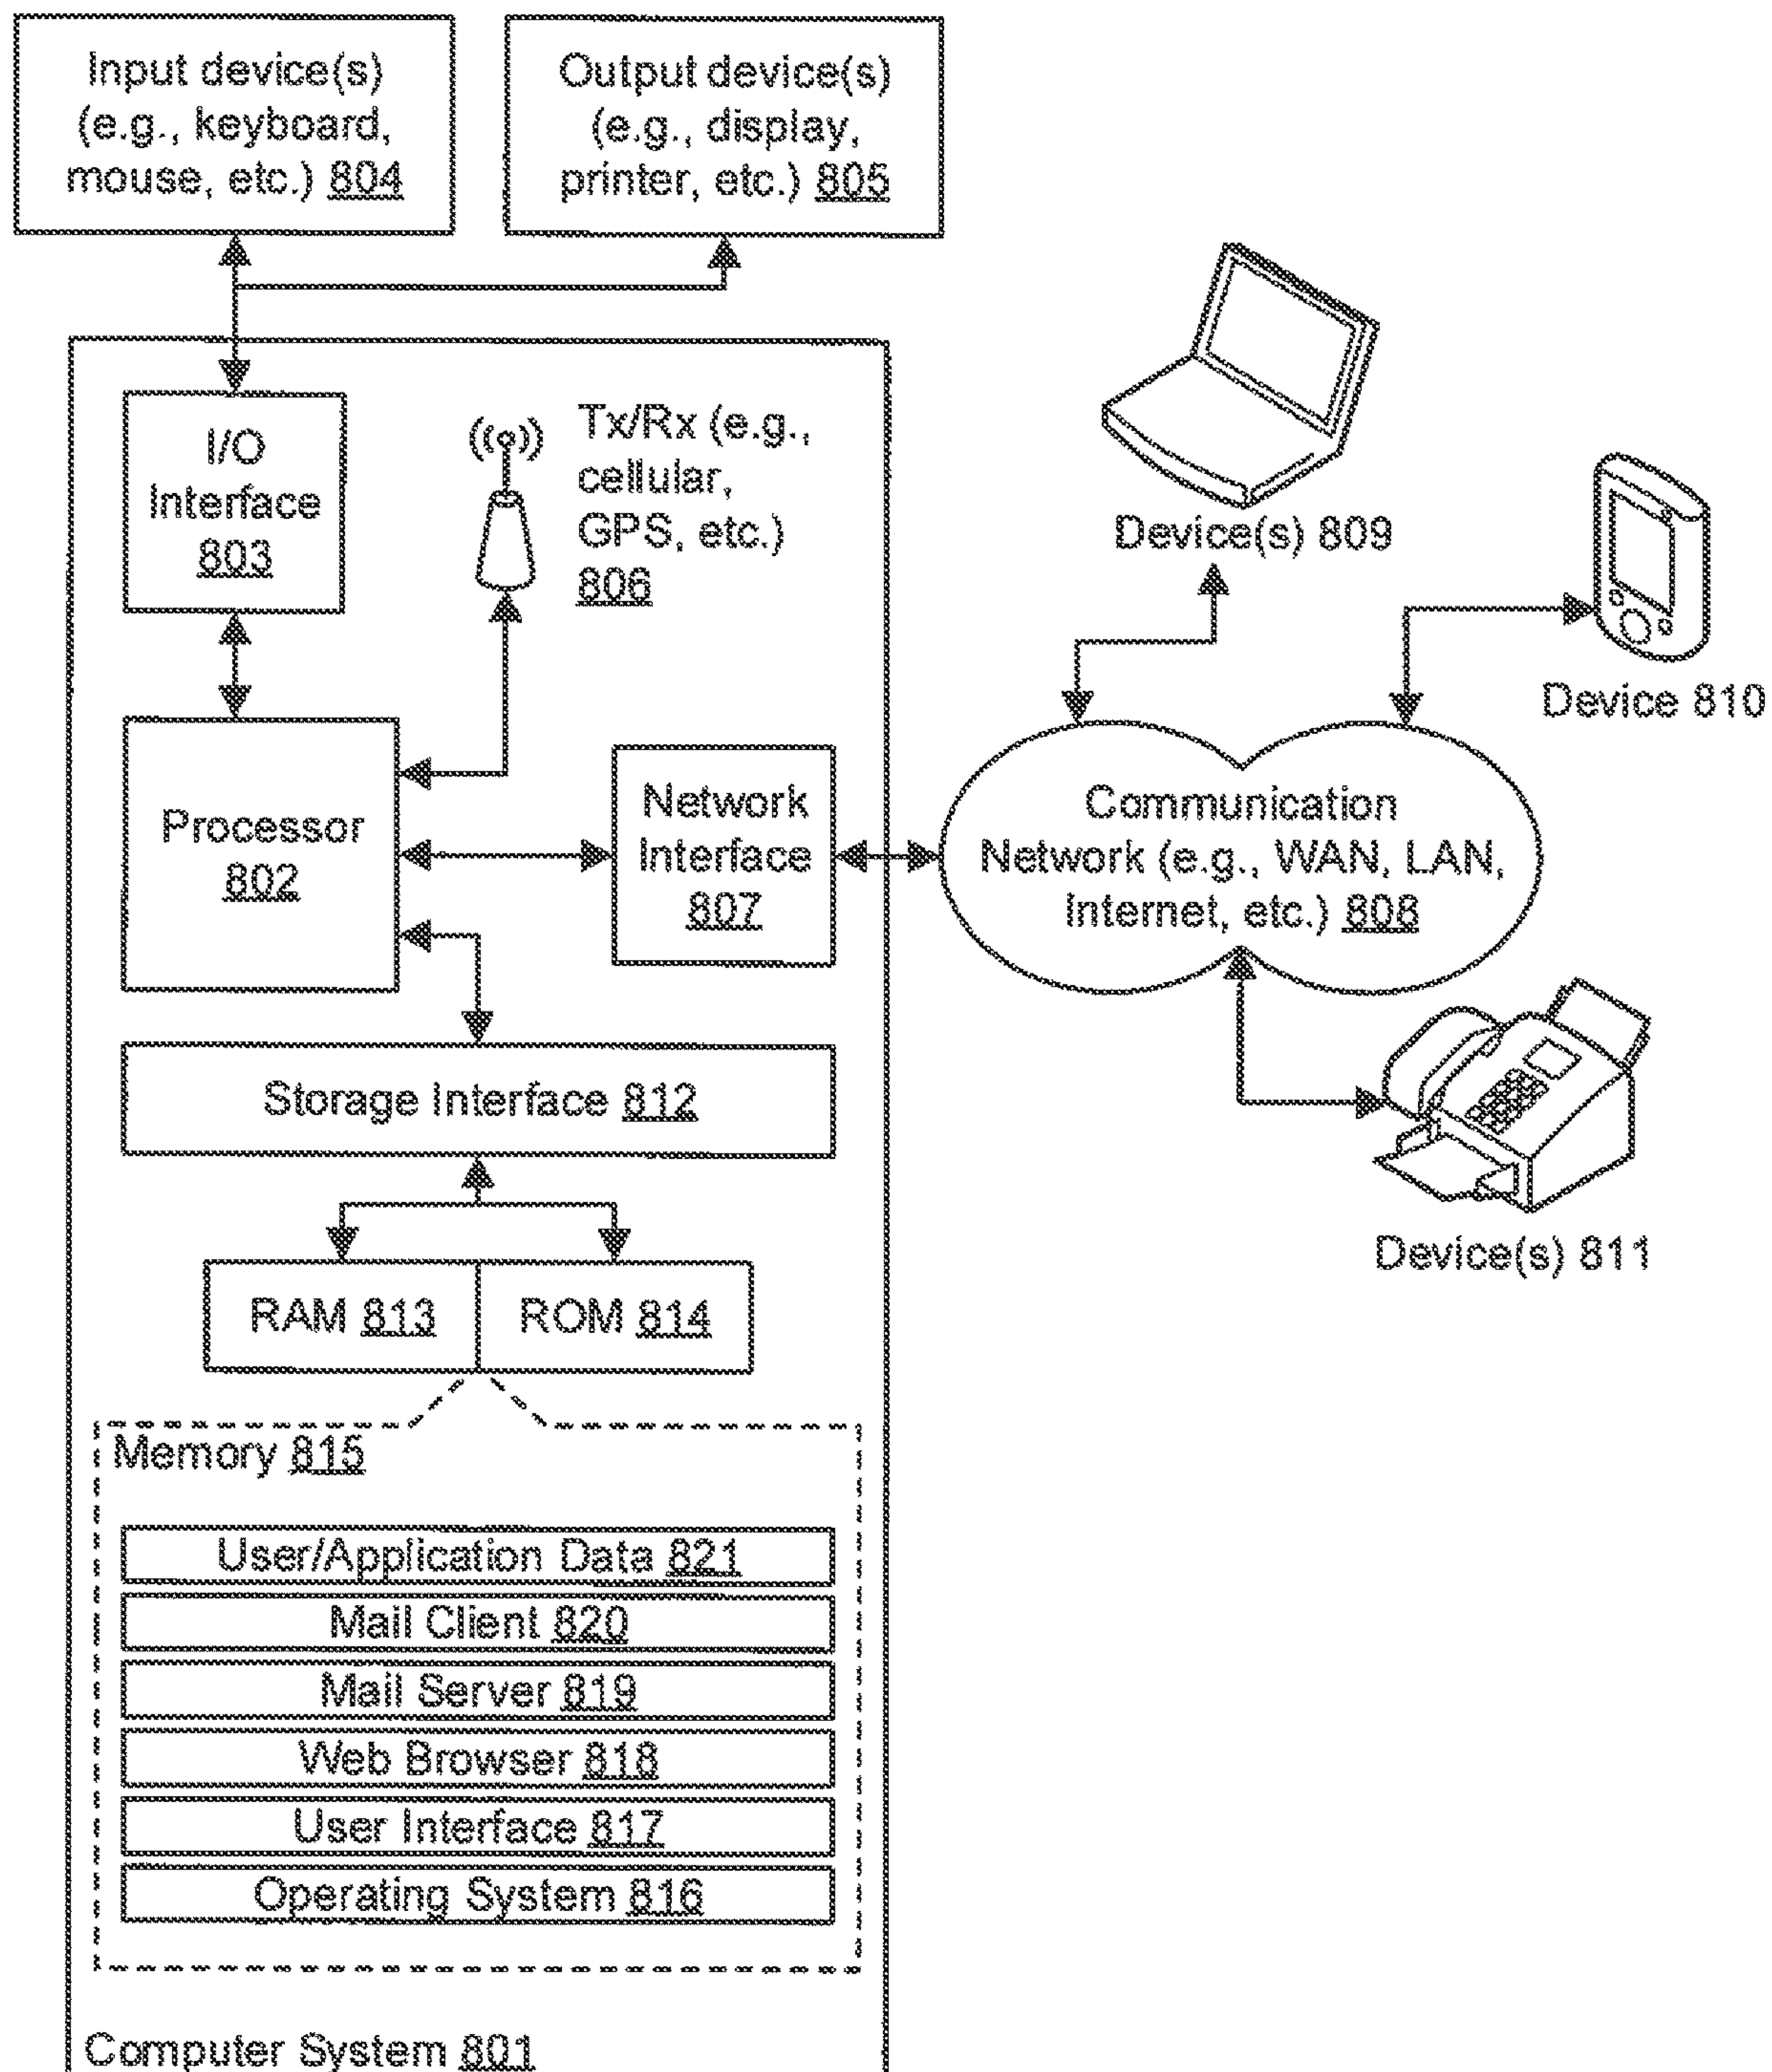 Input device(s)
(e.g., keyboard,
mouse, etc.) 804
Output device(s)
(e.g., display,
printer, etc.) 805
I/O
Interface
803
Tx/Rx (e.g.,
cellular,
GPS, etc.)
806
Device(s) 809
Device 810
Processor
802
Network
Interface
807
Communication
Network (e.g., WAN, LAN,
Internet, etc.) 808
Storage Interface 812
Device(s) 811
RAM 813
ROM 814
Memory 815
User/Application Data 821
Mail Client 820
Mail Server 819
Web Browser 818
User Interface 817
Operating System 816
Computer System 801